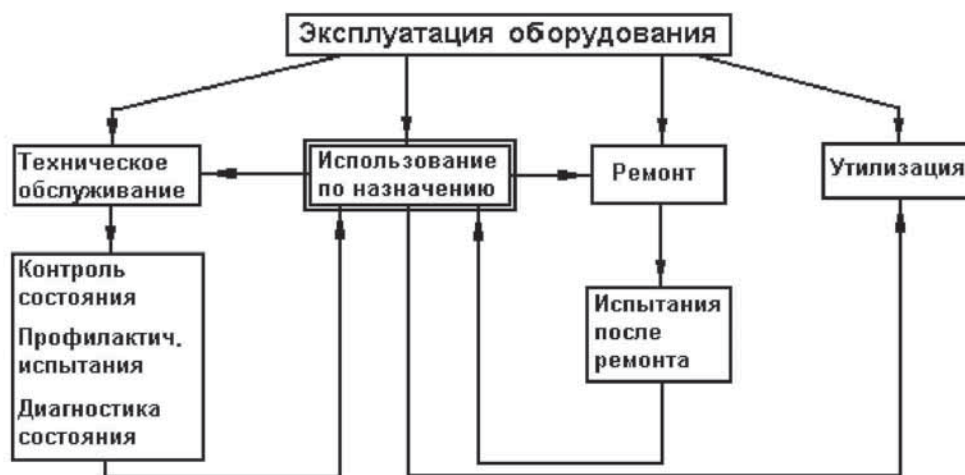 Эксплуатация оборудования
Техническое
обслуживание
Использование
по назначению
Ремонт
Утилизация
Контроль
состояния
Профилактич.
испытания
Диагностика
состояния
Испытания
после
ремонта